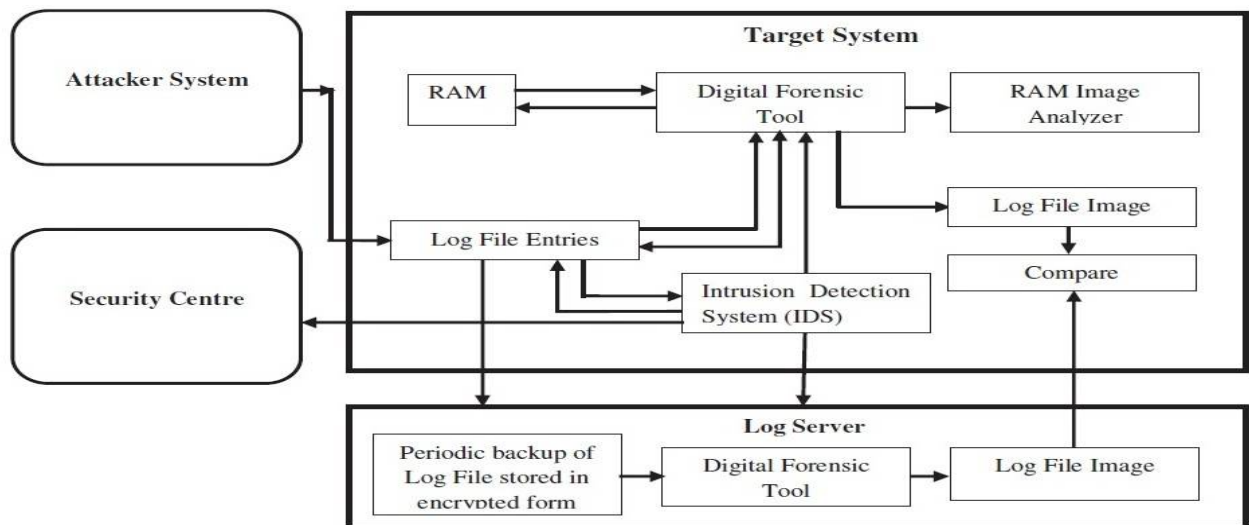 Target System
Attacker System
RAM
Digital Forensic
Tool
RAM Image
Analyzer
Log File Image
Log File Entries
Compare
Security Centre
Intrusion Detection
System (IDS)
Log Server
Periodic backup of
Log File stored in
encrypted form
Digital Forensic
Tool
Log File Image